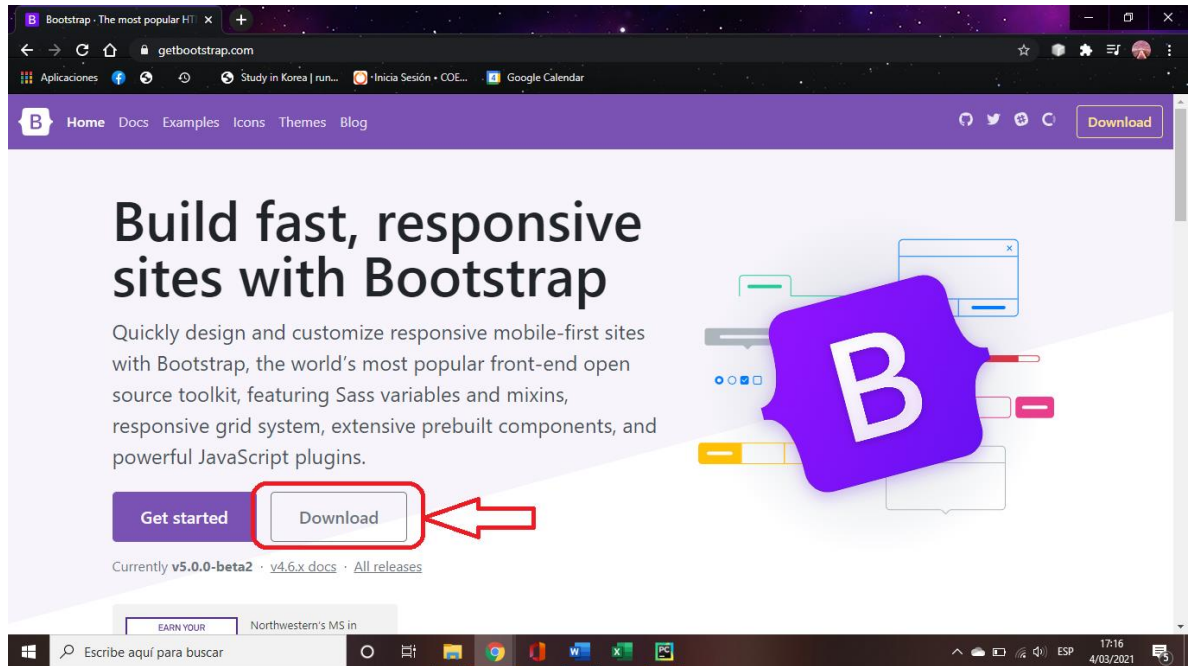 B Bootstrap · The most popular HT
getbootstrap.com
Aplicaciones
Study in Korea | run...
Inicia Sesión • COE...
4
Google Calendar
B Home Docs Examples Icons Themes Blog
Download
Build fast, responsive
sites with Bootstrap
Quickly design and customize responsive mobile-first sites
with Bootstrap, the world's most popular front-end open
source toolkit, featuring Sass variables and mixins,
responsive grid system, extensive prebuilt components, and
powerful JavaScript plugins.
B
Get started
Download
Currently v5.0.0-beta2 · v4.6.x docs · All releases
EARN YOUR
Northwestern's MS in
Escribe aquí para buscar
W
X
PC
ESP
17:16
4/03/2021
5